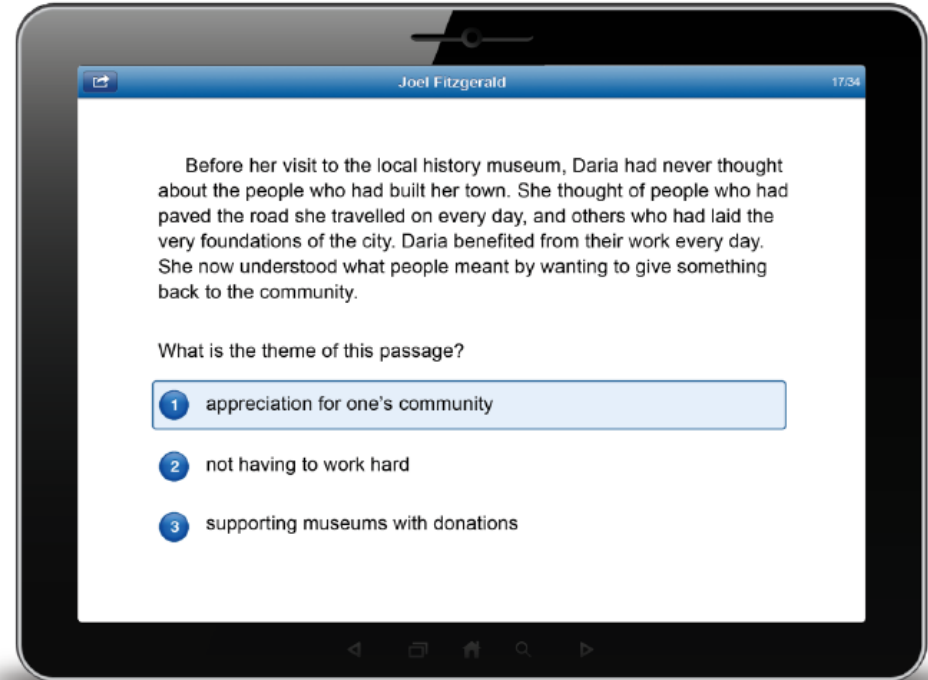 Joel Fitzgerald
17/34
Before her visit to the local history museum, Daria had never thought
about the people who had built her town. She thought of people who had
paved the road she travelled on every day, and others who had laid the
very foundations of the city. Daria benefited from their work every day.
She now understood what people meant by wanting to give something
back to the community.
What is the theme of this passage?
1 appreciation for one's community
2 not having to work hard
3 supporting museums with donations